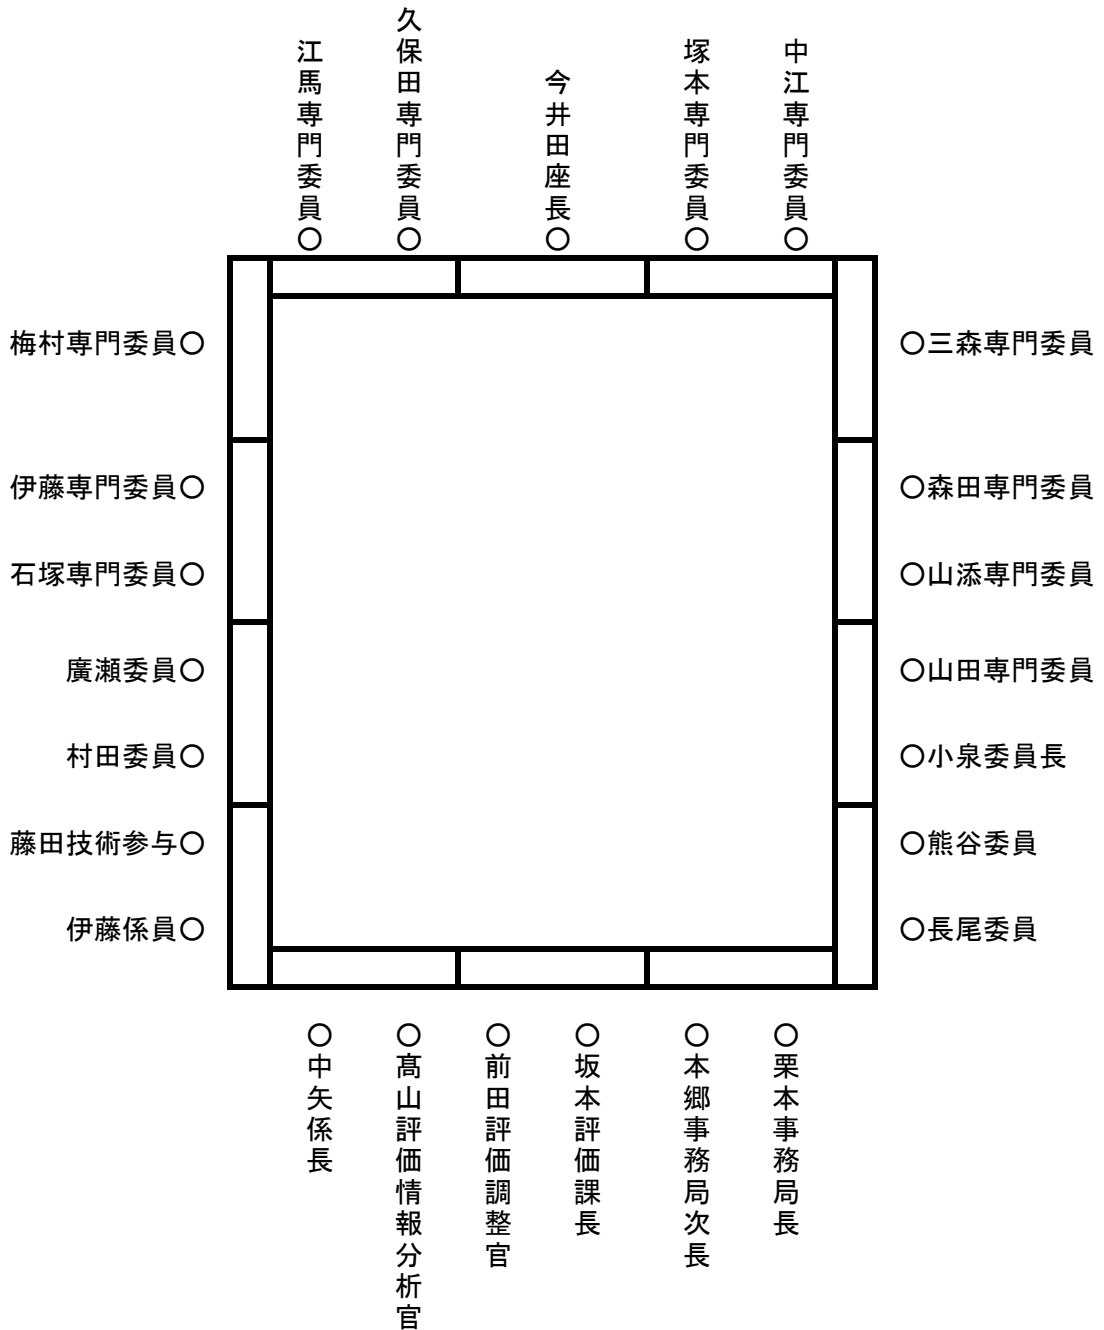 江馬専門委員○
久保田専門委員○
今井田座長○
塚本専門委員○
中江専門委員○
梅村専門委員○
○三森専門委員
伊藤専門委員○
○森田専門委員
石塚専門委員○
○山添専門委員
廣瀬委員○
○山田専門委員
村田委員○
○小泉委員長
藤田技術参与○
○熊谷委員
伊藤係員○
○長尾委員
○中矢係長
○髙山評価情報分析官
○前田評価調整官
○坂本評価課長
○本郷事務局次長
○栗本事務局長